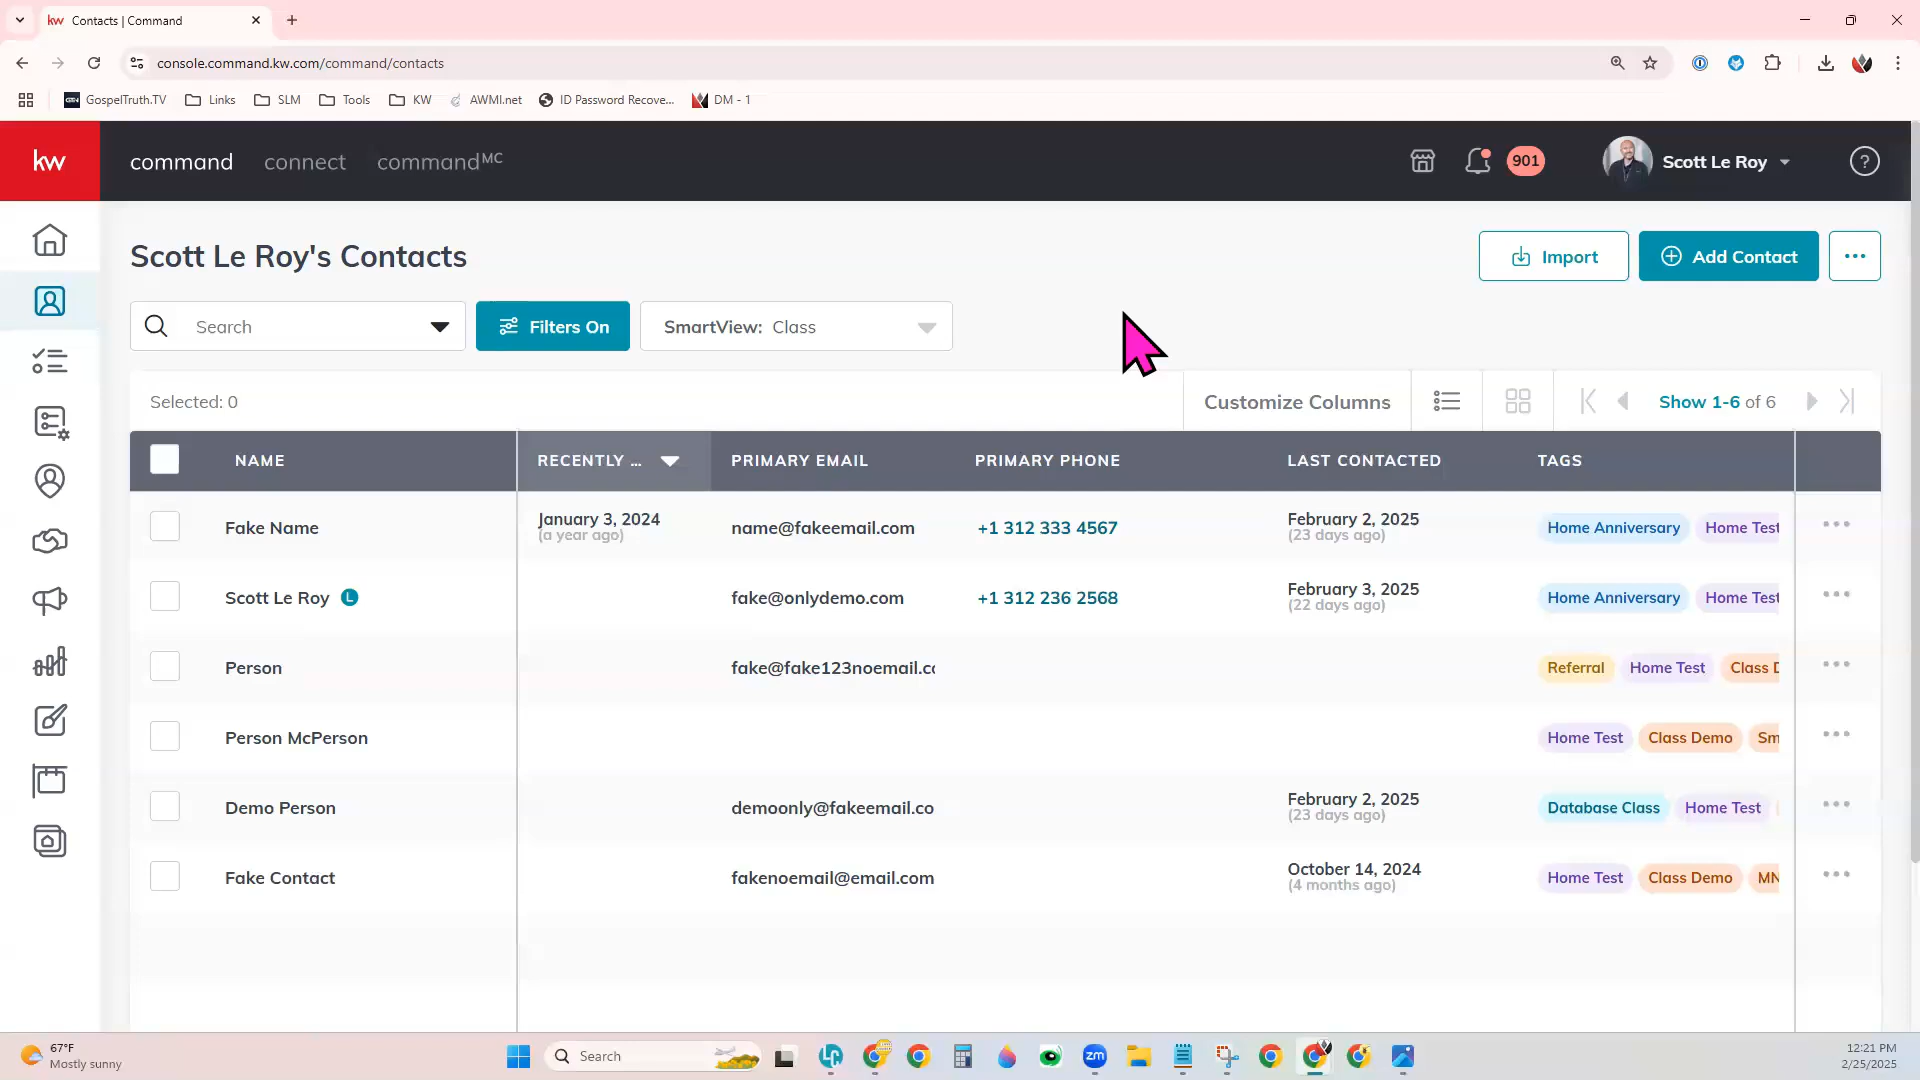 kw Contacts | Command
console.command.kw.com/command/contacts
GospelTruth.TV Links SLM Tools KW AWMI.net ID Password Recove... DM - 1
kw command connect commandMC 901 Scott Le Roy ?
Scott Le Roy's Contacts
Import Add Contact
Search Filters On SmartView: Class
Selected: 0 Customize Columns Show 1-6 of 6
NAME RECENTLY ... PRIMARY EMAIL PRIMARY PHONE LAST CONTACTED TAGS
Fake Name January 3, 2024 name@fakeemail.com +1 312 333 4567 February 2, 2025 Home Anniversary Home Test
(a year ago) (23 days ago)
Scott Le Roy L fake@onlydemo.com +1 312 236 2568 February 3, 2025 Home Anniversary Home Test
(22 days ago)
Person fake@fake123noemail.cc Referral Home Test Class D
Person McPerson Home Test Class Demo Sm
Demo Person demoonly@fakeemail.co February 2, 2025 Database Class Home Test
(23 days ago)
Fake Contact fakenoemail@email.com October 14, 2024 Home Test Class Demo MN
(4 months ago)
67°F
Mostly sunny
Search
zm
12:21 PM
2/25/2025